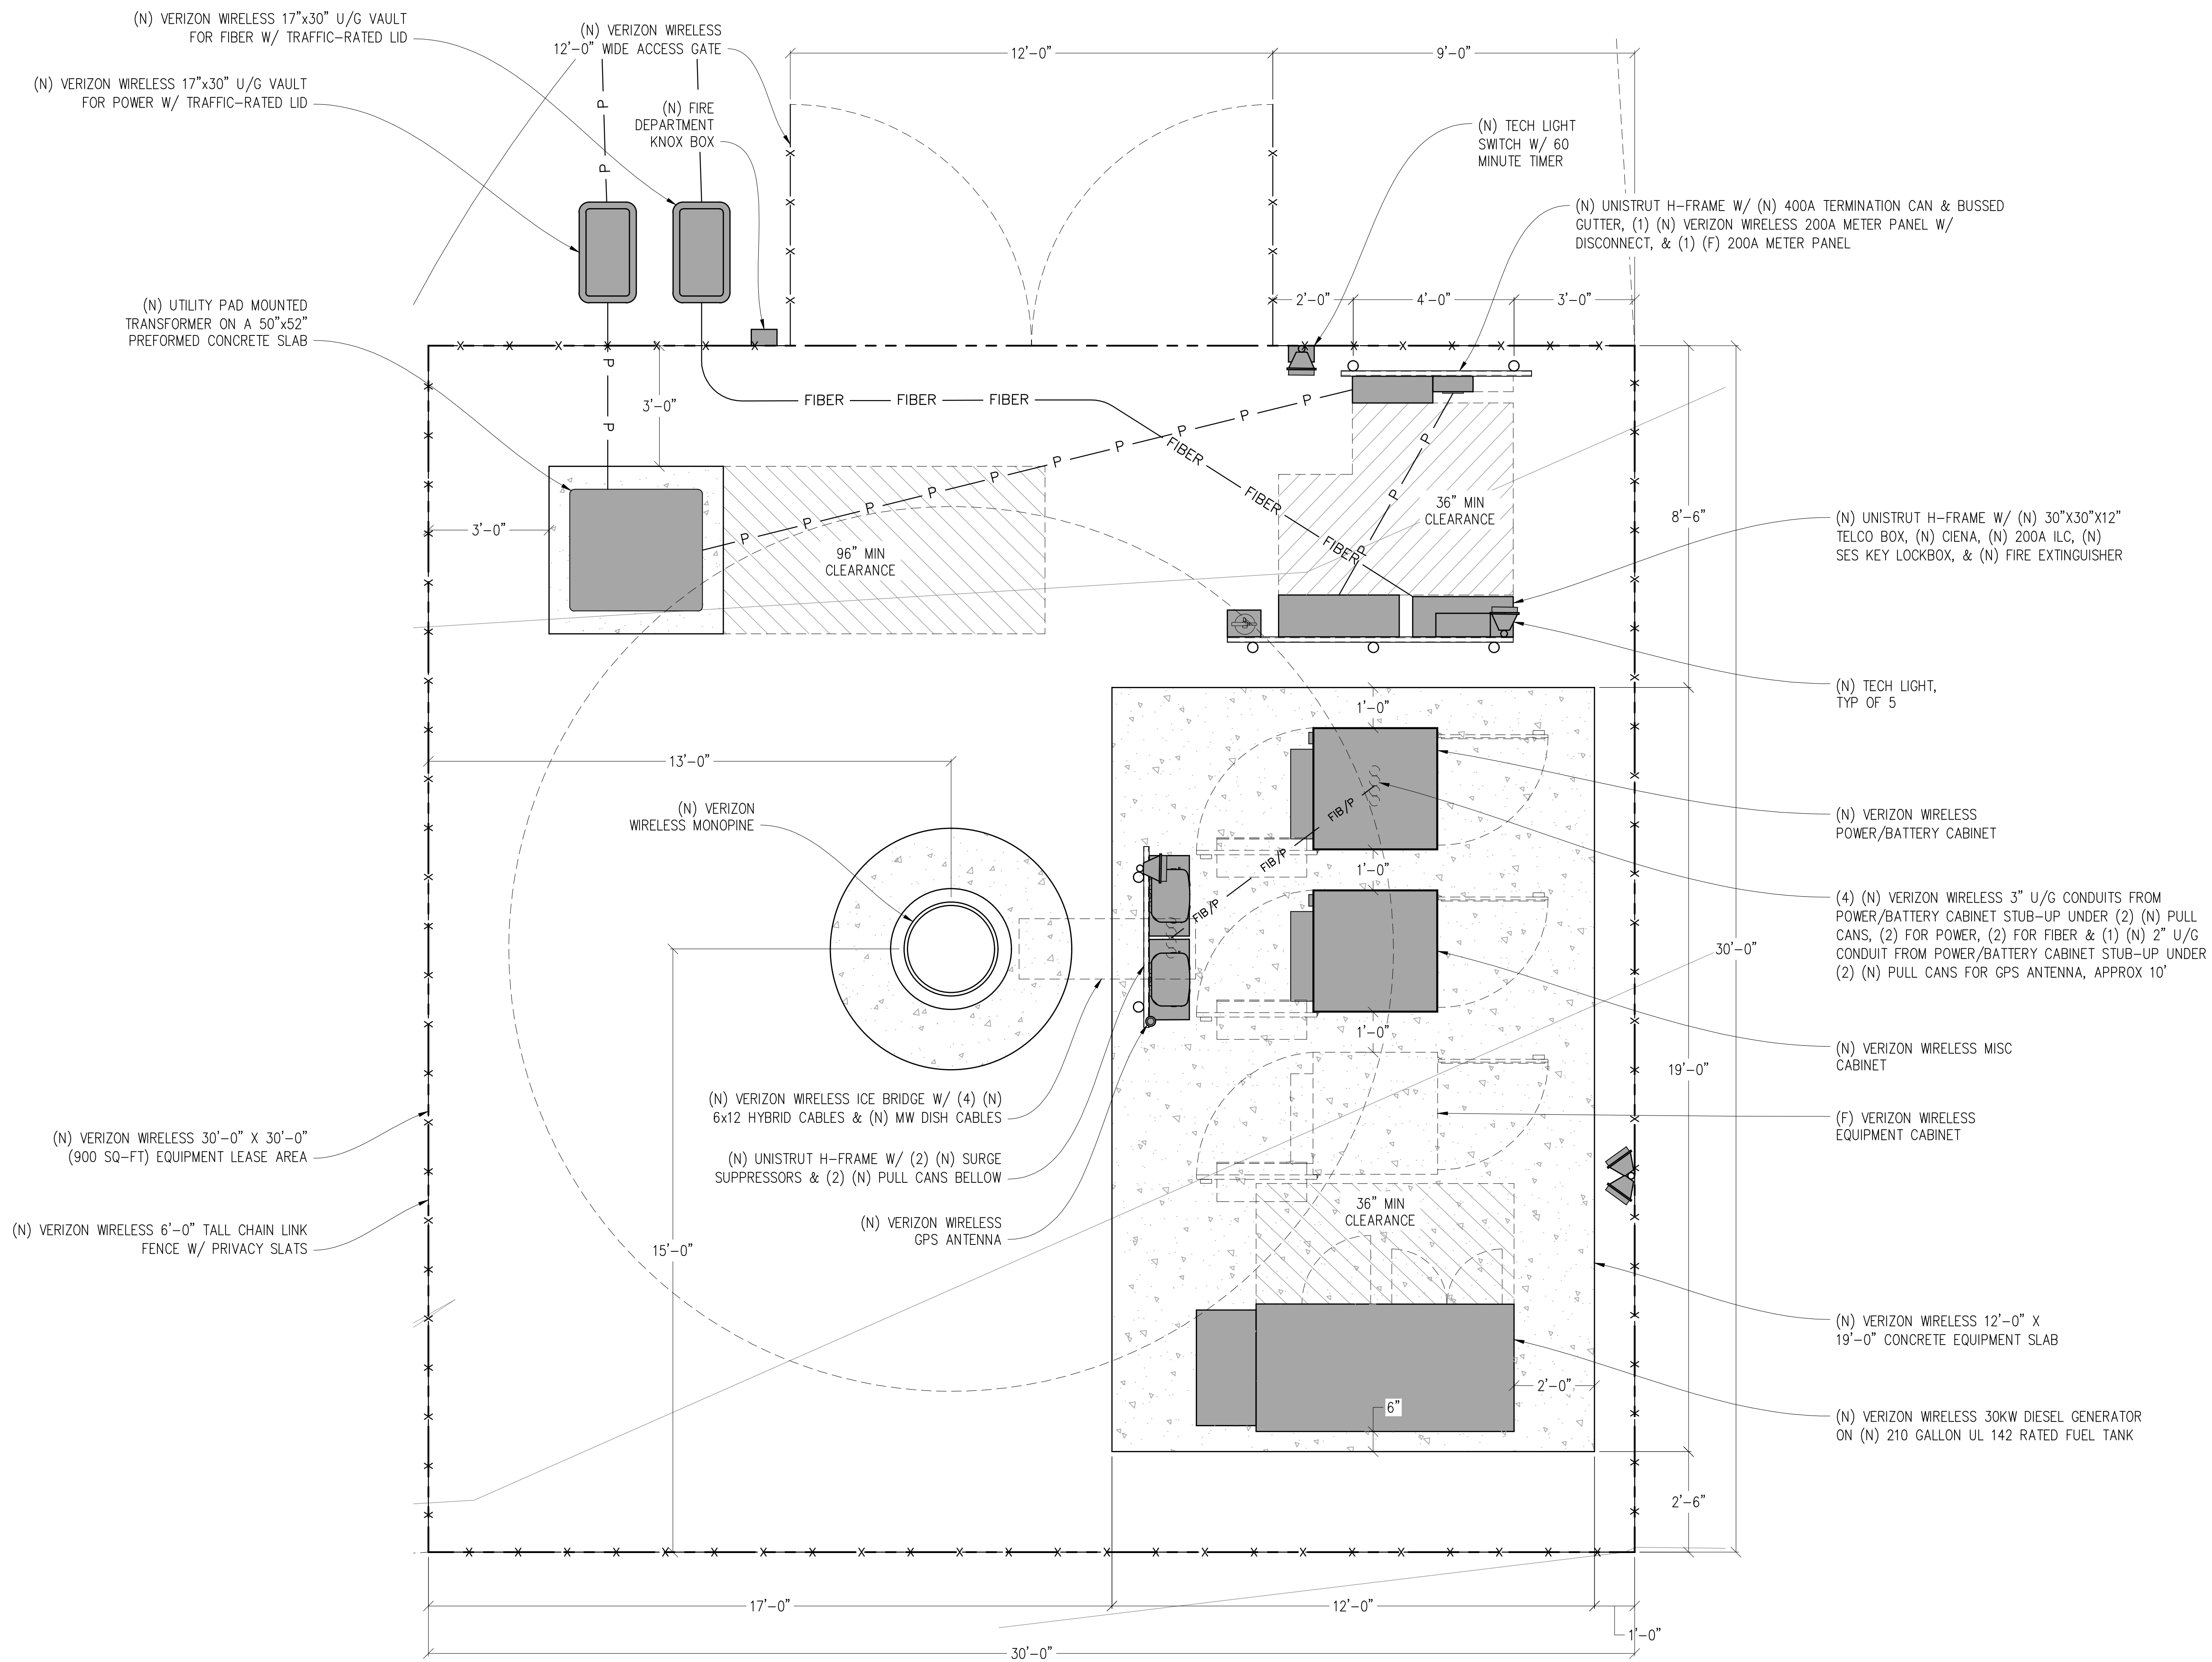 (N) VERIZON WIRELESS 17"x30" U/G VAULT
FOR FIBER W/ TRAFFIC-RATED LID
(N) VERIZON WIRELESS
12'-0" WIDE ACCESS GATE
12'-0"
9'-0"
(N) VERIZON WIRELESS 17"x30" U/G VAULT
FOR POWER W/ TRAFFIC-RATED LID
P
P
(N) FIRE
DEPARTMENT
KNOX BOX
(N) TECH LIGHT
SWITCH W/ 60
MINUTE TIMER
(N) UNISTRUT H-FRAME W/ (N) 400A TERMINATION CAN & BUSSED
GUTTER, (1) (N) VERIZON WIRELESS 200A METER PANEL W/
DISCONNECT, & (1) (F) 200A METER PANEL
(N) UTILITY PAD MOUNTED
TRANSFORMER ON A 50"x52"
PREFORMED CONCRETE SLAB
2'-0"
4'-0"
3'-0"
P
P
3'-0"
FIBER
FIBER
FIBER
P
P
P
P
P
P
P
P
P
P
FIBER
FIBER
FIBER
P
P
P
3'-0"
96" MIN
CLEARANCE
36" MIN
CLEARANCE
8'-6"
(N) UNISTRUT H-FRAME W/ (N) 30"X30"X12"
TELCO BOX, (N) CIENA, (N) 200A ILC, (N)
SES KEY LOCKBOX, & (N) FIRE EXTINGUISHER
(N) TECH LIGHT,
TYP OF 5
1'-0"
13'-0"
(N) VERIZON
WIRELESS MONOPINE
FIB/P
FIB/P
FIB/P
(N) VERIZON WIRELESS
POWER/BATTERY CABINET
1'-0"
(4) (N) VERIZON WIRELESS 3" U/G CONDUITS FROM
POWER/BATTERY CABINET STUB-UP UNDER (2) (N) PULL
CANS, (2) FOR POWER, (2) FOR FIBER & (1) (N) 2" U/G
CONDUIT FROM POWER/BATTERY CABINET STUB-UP UNDER
(2) (N) PULL CANS FOR GPS ANTENNA, APPROX 10'
30'-0"
1'-0"
(N) VERIZON WIRELESS MISC
CABINET
19'-0"
(N) VERIZON WIRELESS ICE BRIDGE W/ (4) (N)
6x12 HYBRID CABLES & (N) MW DISH CABLES
(F) VERIZON WIRELESS
EQUIPMENT CABINET
(N) VERIZON WIRELESS 30'-0" X 30'-0"
(900 SQ-FT) EQUIPMENT LEASE AREA
(N) UNISTRUT H-FRAME W/ (2) (N) SURGE
SUPPRESSORS & (2) (N) PULL CANS BELLOW
36" MIN
CLEARANCE
(N) VERIZON WIRELESS
GPS ANTENNA
(N) VERIZON WIRELESS 6'-0" TALL CHAIN LINK
FENCE W/ PRIVACY SLATS
15'-0"
(N) VERIZON WIRELESS 12'-0" X
19'-0" CONCRETE EQUIPMENT SLAB
2'-0"
6"
(N) VERIZON WIRELESS 30KW DIESEL GENERATOR
ON (N) 210 GALLON UL 142 RATED FUEL TANK
2'-6"
17'-0"
12'-0"
1'-0"
30'-0"